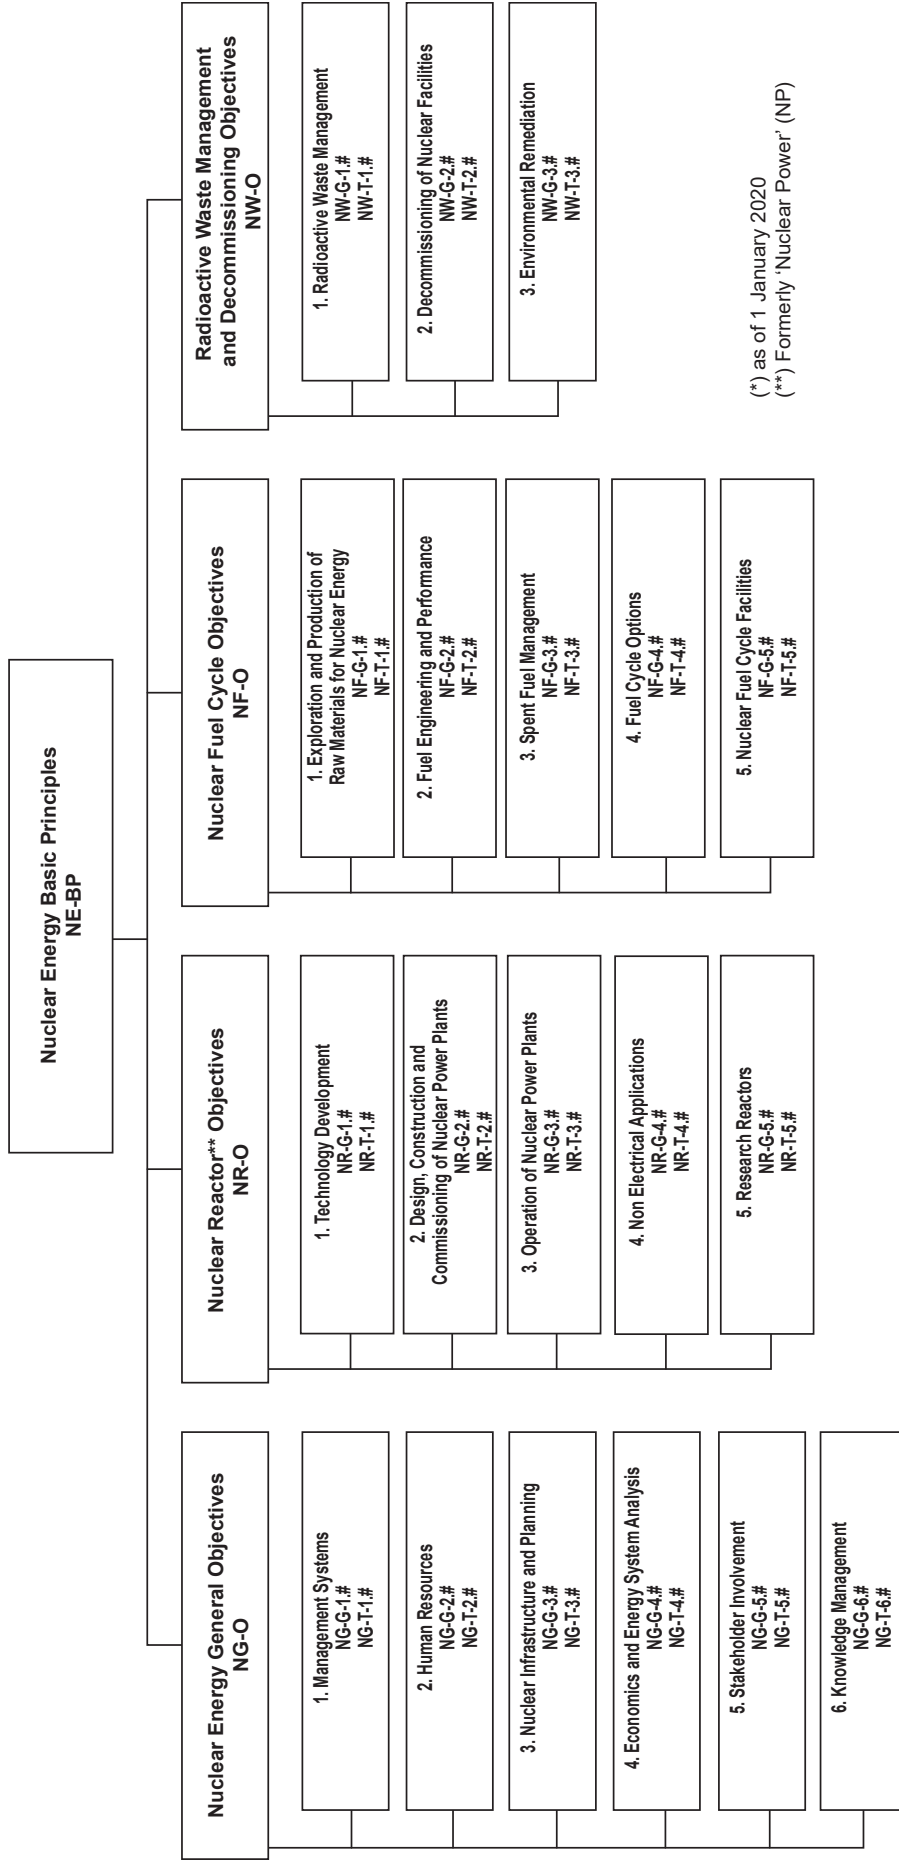 Nuclear Energy Basic Principles
NE-BP
Nuclear Energy General Objectives
NG-O
1. Management Systems
NG-G-1.#
NG-T-1.#
2. Human Resources
NG-G-2.#
NG-T-2.#
3. Nuclear Infrastructure and Planning
NG-G-3.#
NG-T-3.#
4. Economics and Energy System Analysis
NG-G-4.#
NG-T-4.#
5. Stakeholder Involvement
NG-G-5.#
NG-T-5.#
6. Knowledge Management
NG-G-6.#
NG-T-6.#
Nuclear Reactor** Objectives
NR-O
1. Technology Development
NR-G-1.#
NR-T-1.#
2. Design, Construction and
Commissioning of Nuclear Power Plants
NR-G-2.#
NR-T-2.#
3. Operation of Nuclear Power Plants
NR-G-3.#
NR-T-3.#
4. Non Electrical Applications
NR-G-4.#
NR-T-4.#
5. Research Reactors
NR-G-5.#
NR-T-5.#
Nuclear Fuel Cycle Objectives
NF-O
1. Exploration and Production of
Raw Materials for Nuclear Energy
NF-G-1.#
NF-T-1.#
2. Fuel Engineering and Performance
NF-G-2.#
NF-T-2.#
3. Spent Fuel Management
NF-G-3.#
NF-T-3.#
4. Fuel Cycle Options
NF-G-4.#
NF-T-4.#
5. Nuclear Fuel Cycle Facilities
NF-G-5.#
NF-T-5.#
Radioactive Waste Management
and Decommissioning Objectives
NW-O
1. Radioactive Waste Management
NW-G-1.#
NW-T-1.#
2. Decommissioning of Nuclear Facilities
NW-G-2.#
NW-T-2.#
3. Environmental Remediation
NW-G-3.#
NW-T-3.#
(*) as of 1 January 2020
(**) Formerly ‘Nuclear Power’ (NP)